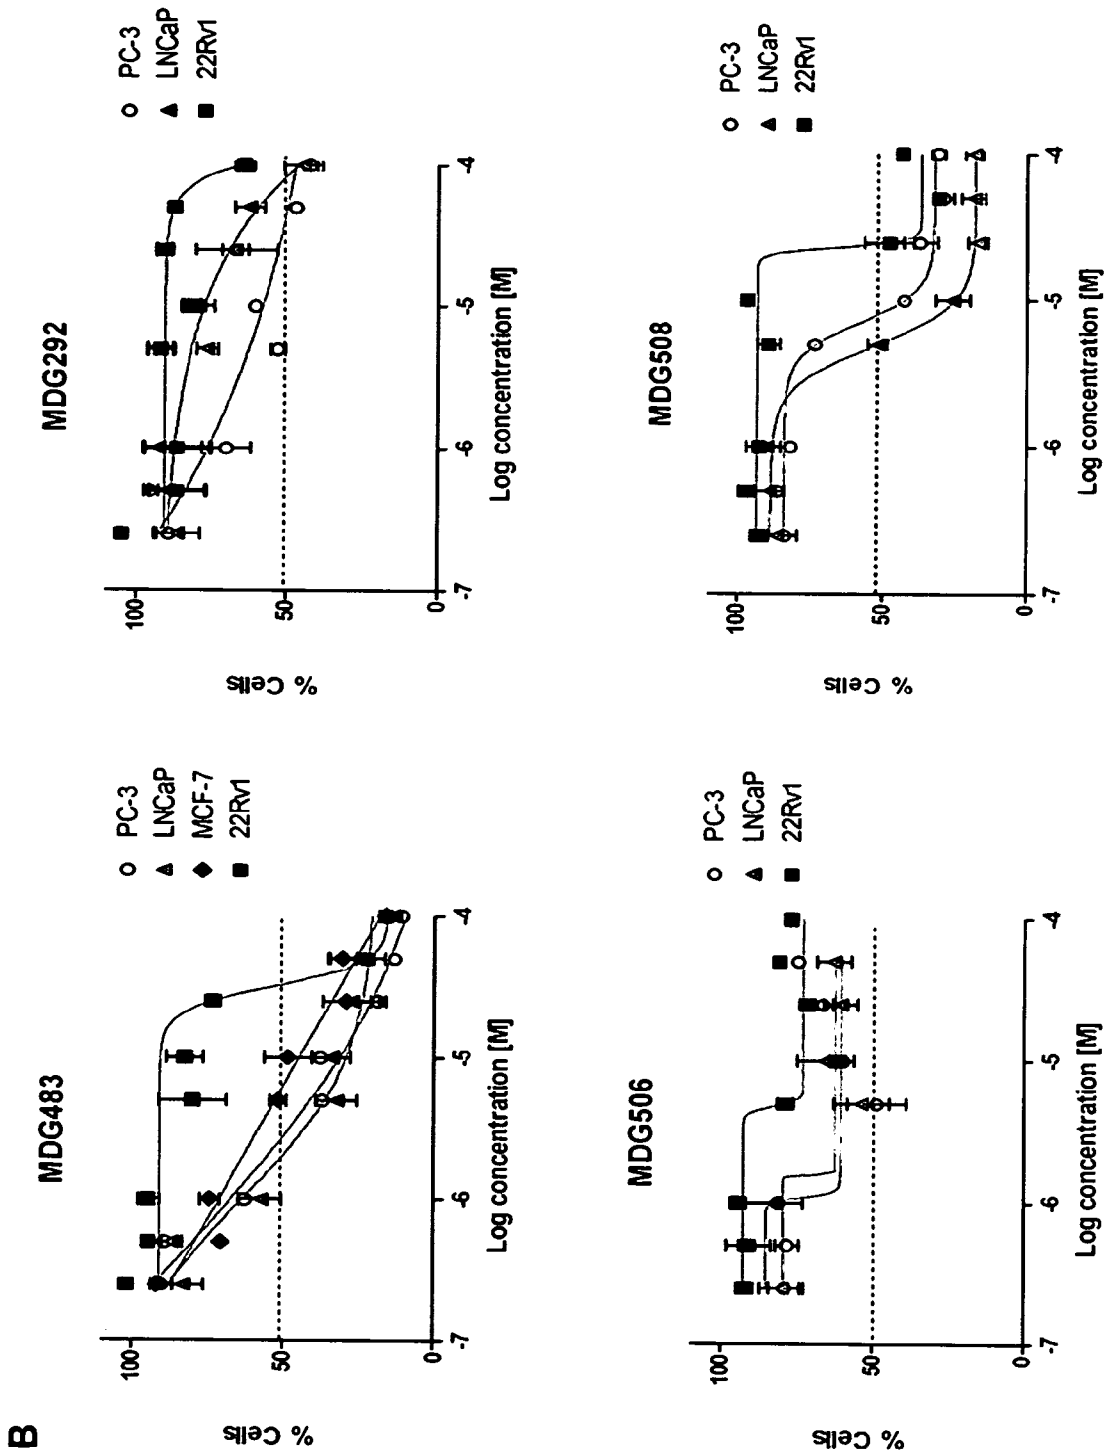 B
MDG483
% Cells
100
50
0
-7
-6
-5
-4
Log concentration [M]
PC-3
LNCaP
MCF-7
22Rv1
MDG292
% Cells
100
50
0
-7
-6
-5
-4
Log concentration [M]
PC-3
LNCaP
22Rv1
MDG506
% Cells
100
50
0
-7
-6
-5
-4
Log concentration [M]
PC-3
LNCaP
22Rv1
MDG508
% Cells
100
50
0
-7
-6
-5
-4
Log concentration [M]
PC-3
LNCaP
22Rv1